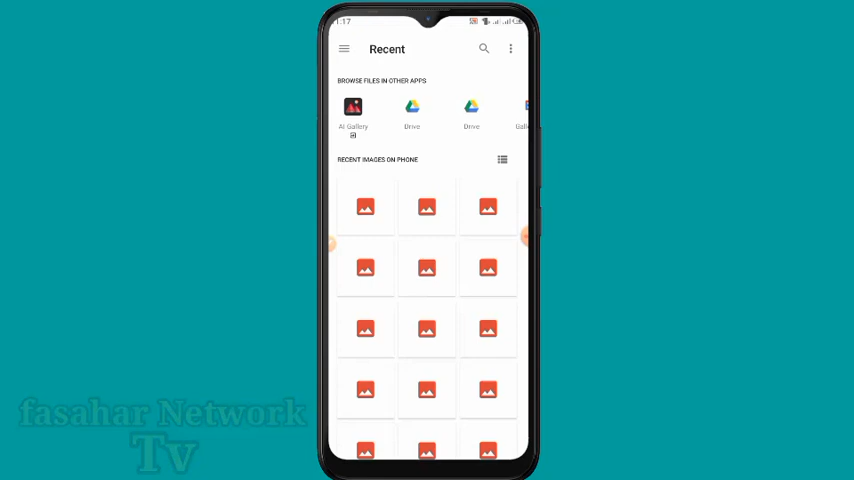 1:17
Recent
BROWSE FILES IN OTHER APPS
AI Gallery
Drive
Drive
RECENT IMAGES ON PHONE
fasahar Network
Tv